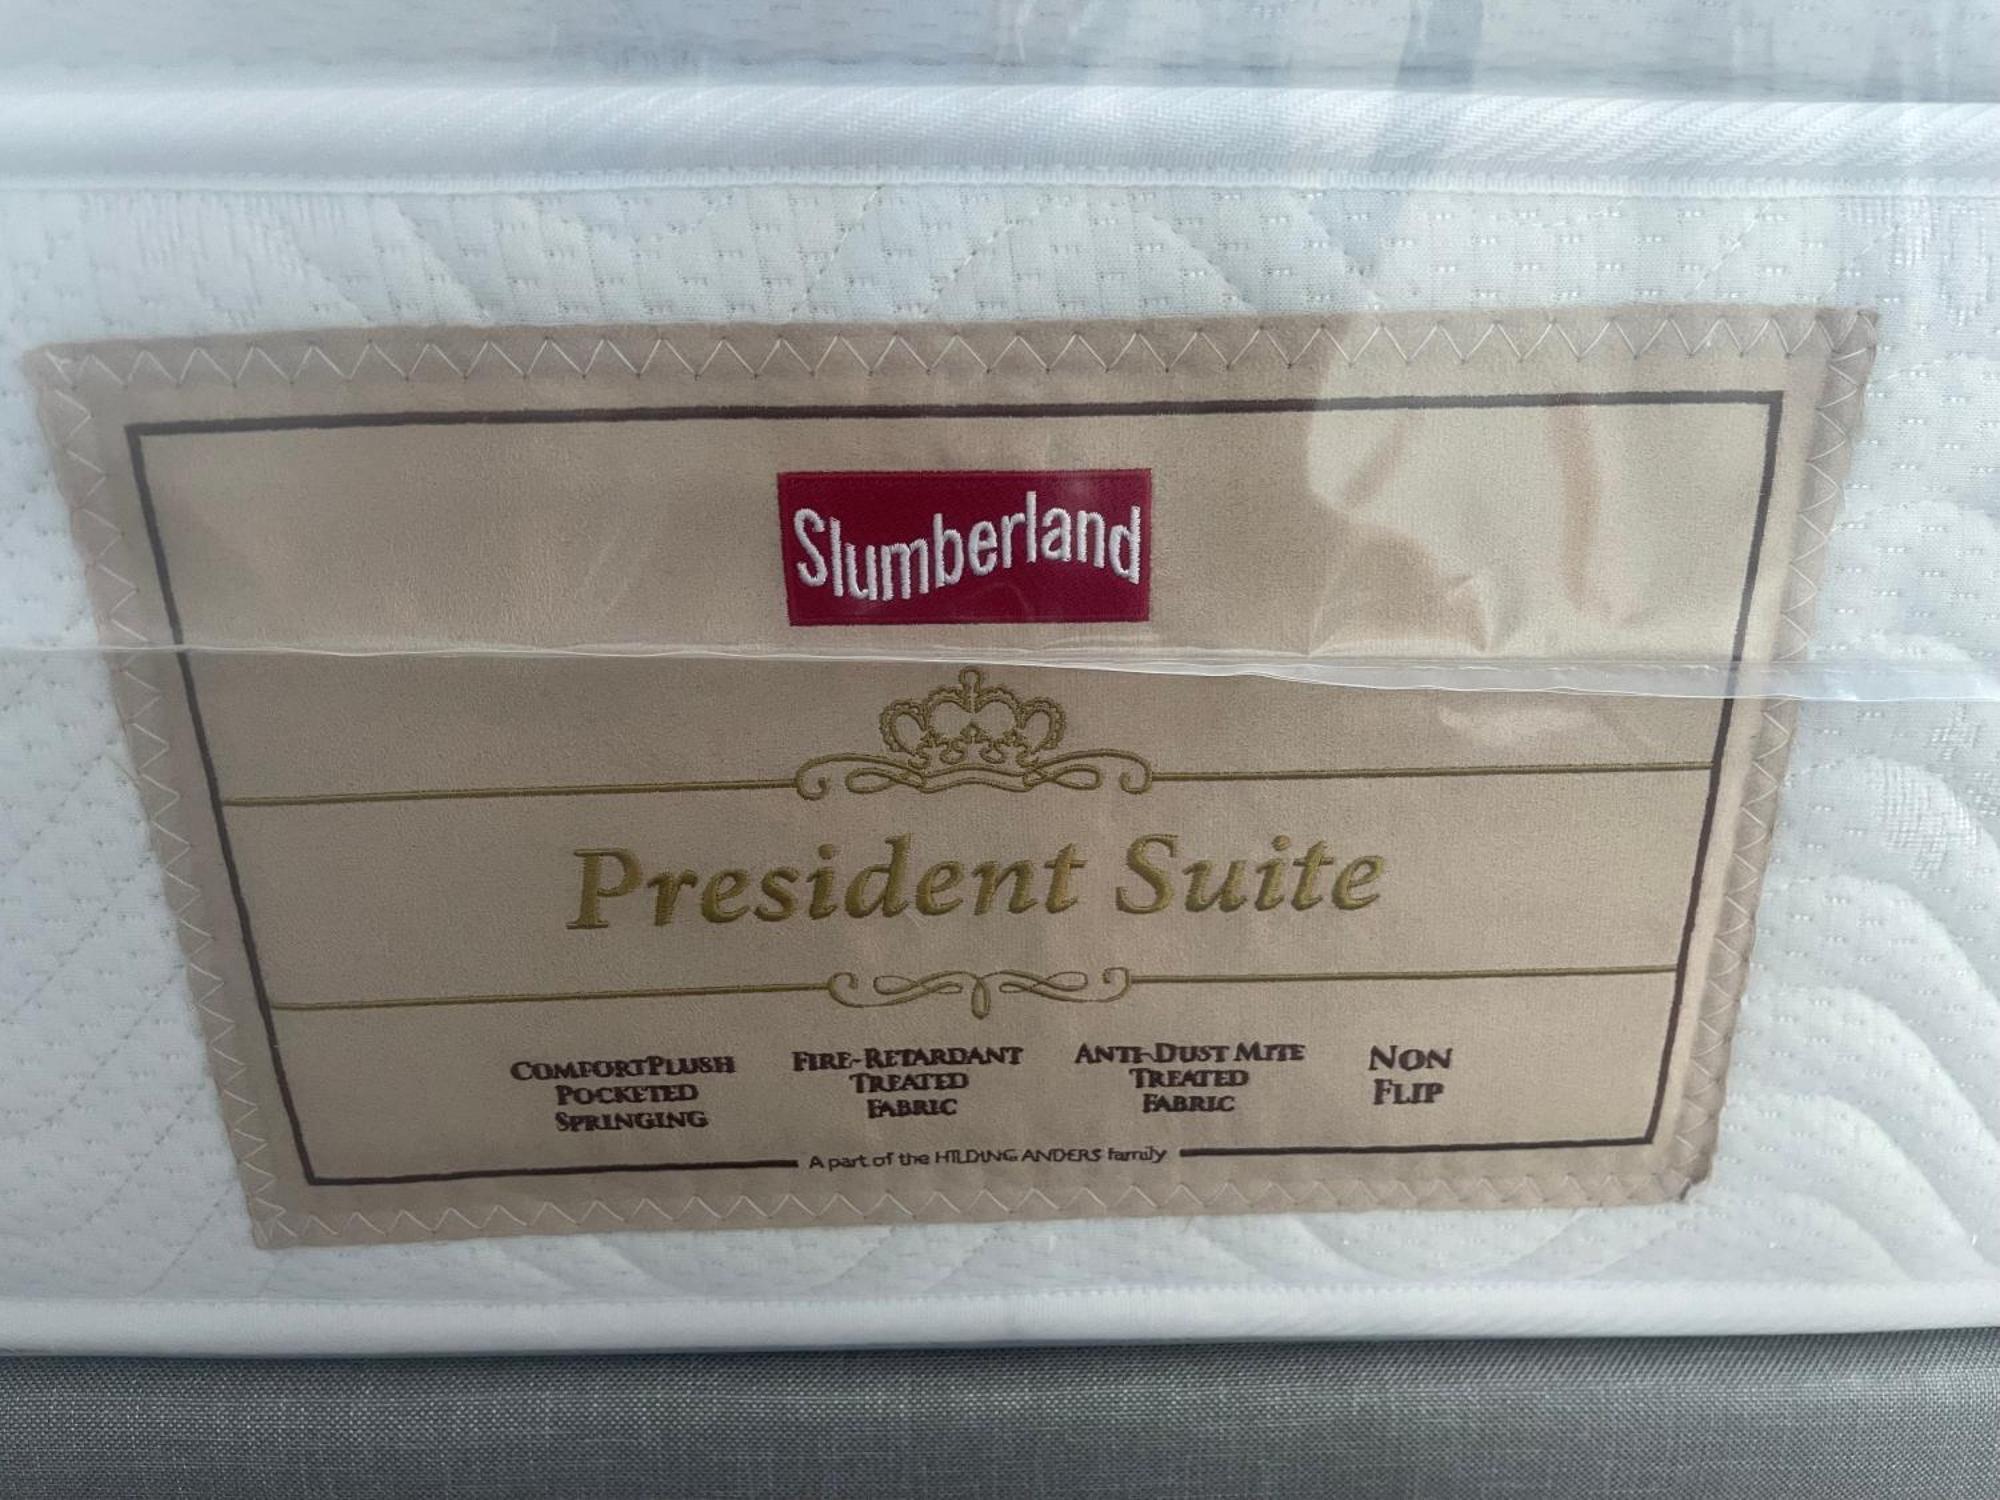 Slumberland
President Suite
COMFORTPLUSH
POCKETED
SPRINGING
FIRE-RETARDANT
TREATED
FABRIC
ANTI-DUST MITE
TREATED
FABRIC
NON
FLIP
A part of the HILDING ANDERS family